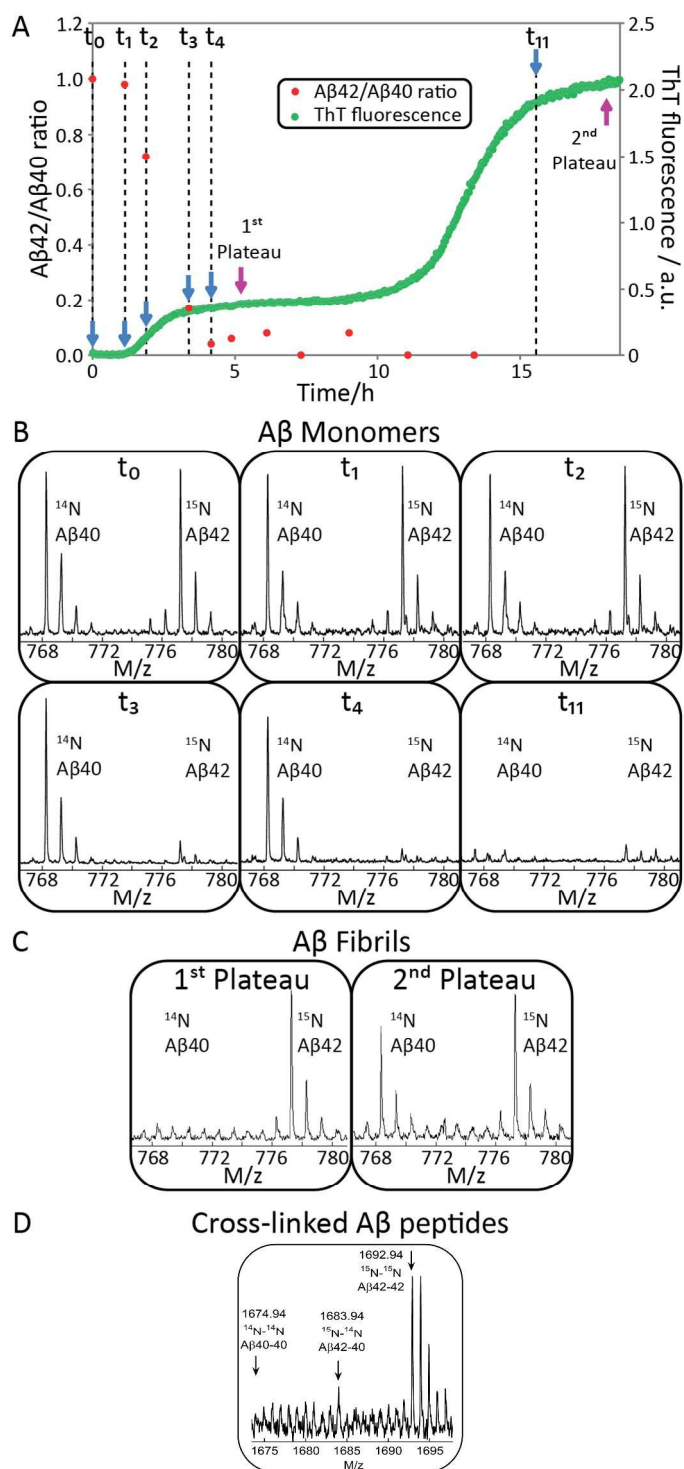 A
1.2
1.0
0.8
0.6
0.4
0.2
0.0
Aβ42/Aβ40 ratio
t₀ t₁ t₂ t₃ t₄ t₁₁
Aβ42/Aβ40 ratio
ThT fluorescence
1st
Plateau
2nd
Plateau
2.5
2.0
1.5
1.0
0.5
0
ThT fluorescence / a.u.
0 5 10 15
Time/h
B Aβ Monomers
t₀ t₁ t₂
14N 15N 14N 15N 14N 15N
Aβ40 Aβ42 Aβ40 Aβ42 Aβ40 Aβ42
768 772 776 780 768 772 776 780 768 772 776 780
M/z M/z M/z
t₃ t₄ t₁₁
14N 15N 14N 15N 14N 15N
Aβ40 Aβ42 Aβ40 Aβ42 Aβ40 Aβ42
768 772 776 780 768 772 776 780 768 772 776 780
M/z M/z M/z
C Aβ Fibrils
1st Plateau 2nd Plateau
14N 15N 14N 15N
Aβ40 Aβ42 Aβ40 Aβ42
768 772 776 780 768 772 776 780
M/z M/z
D Cross-linked Aβ peptides
1692.94
15N-15N
Aβ42-42
1674.94 1683.94
14N-14N 15N-14N
Aβ40-40 Aβ42-40
1675 1680 1685 1690 1695
M/z